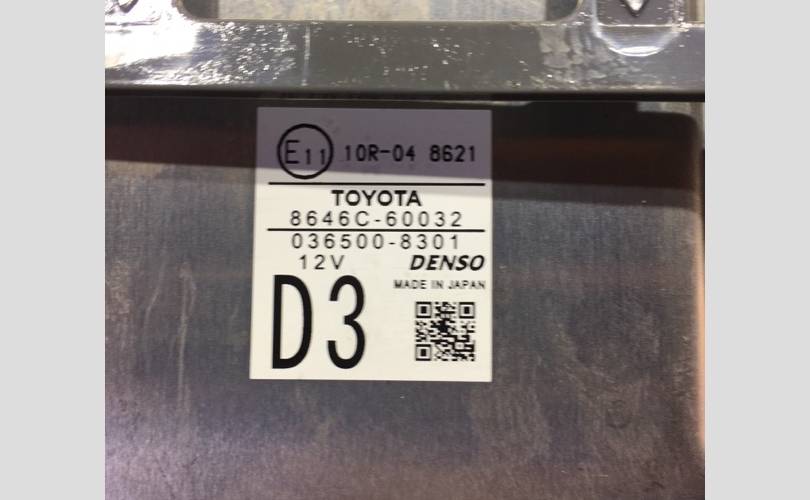 E11 10R-04 8621
TOYOTA
8646C-60032
036500-8301
12V DENSO
MADE IN JAPAN
D3